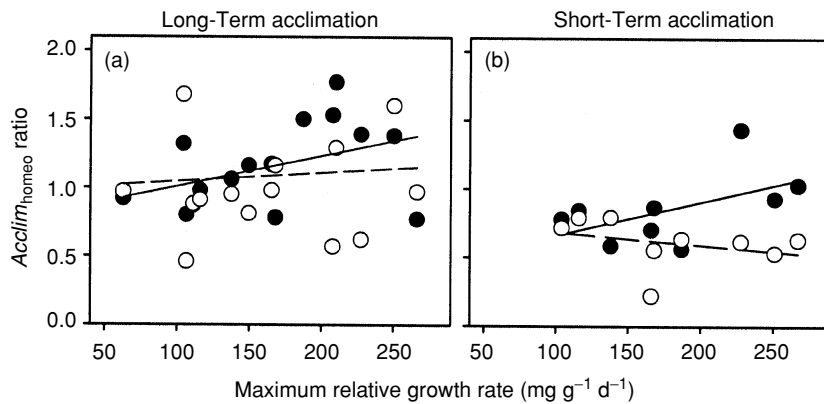 Long-Term acclimation
Short-Term acclimation
(a)
(b)
Acclim_homeo ratio
2.0
1.5
1.0
0.5
0.0
50 100 150 200 250
50 100 150 200 250
Maximum relative growth rate (mg g⁻¹ d⁻¹)